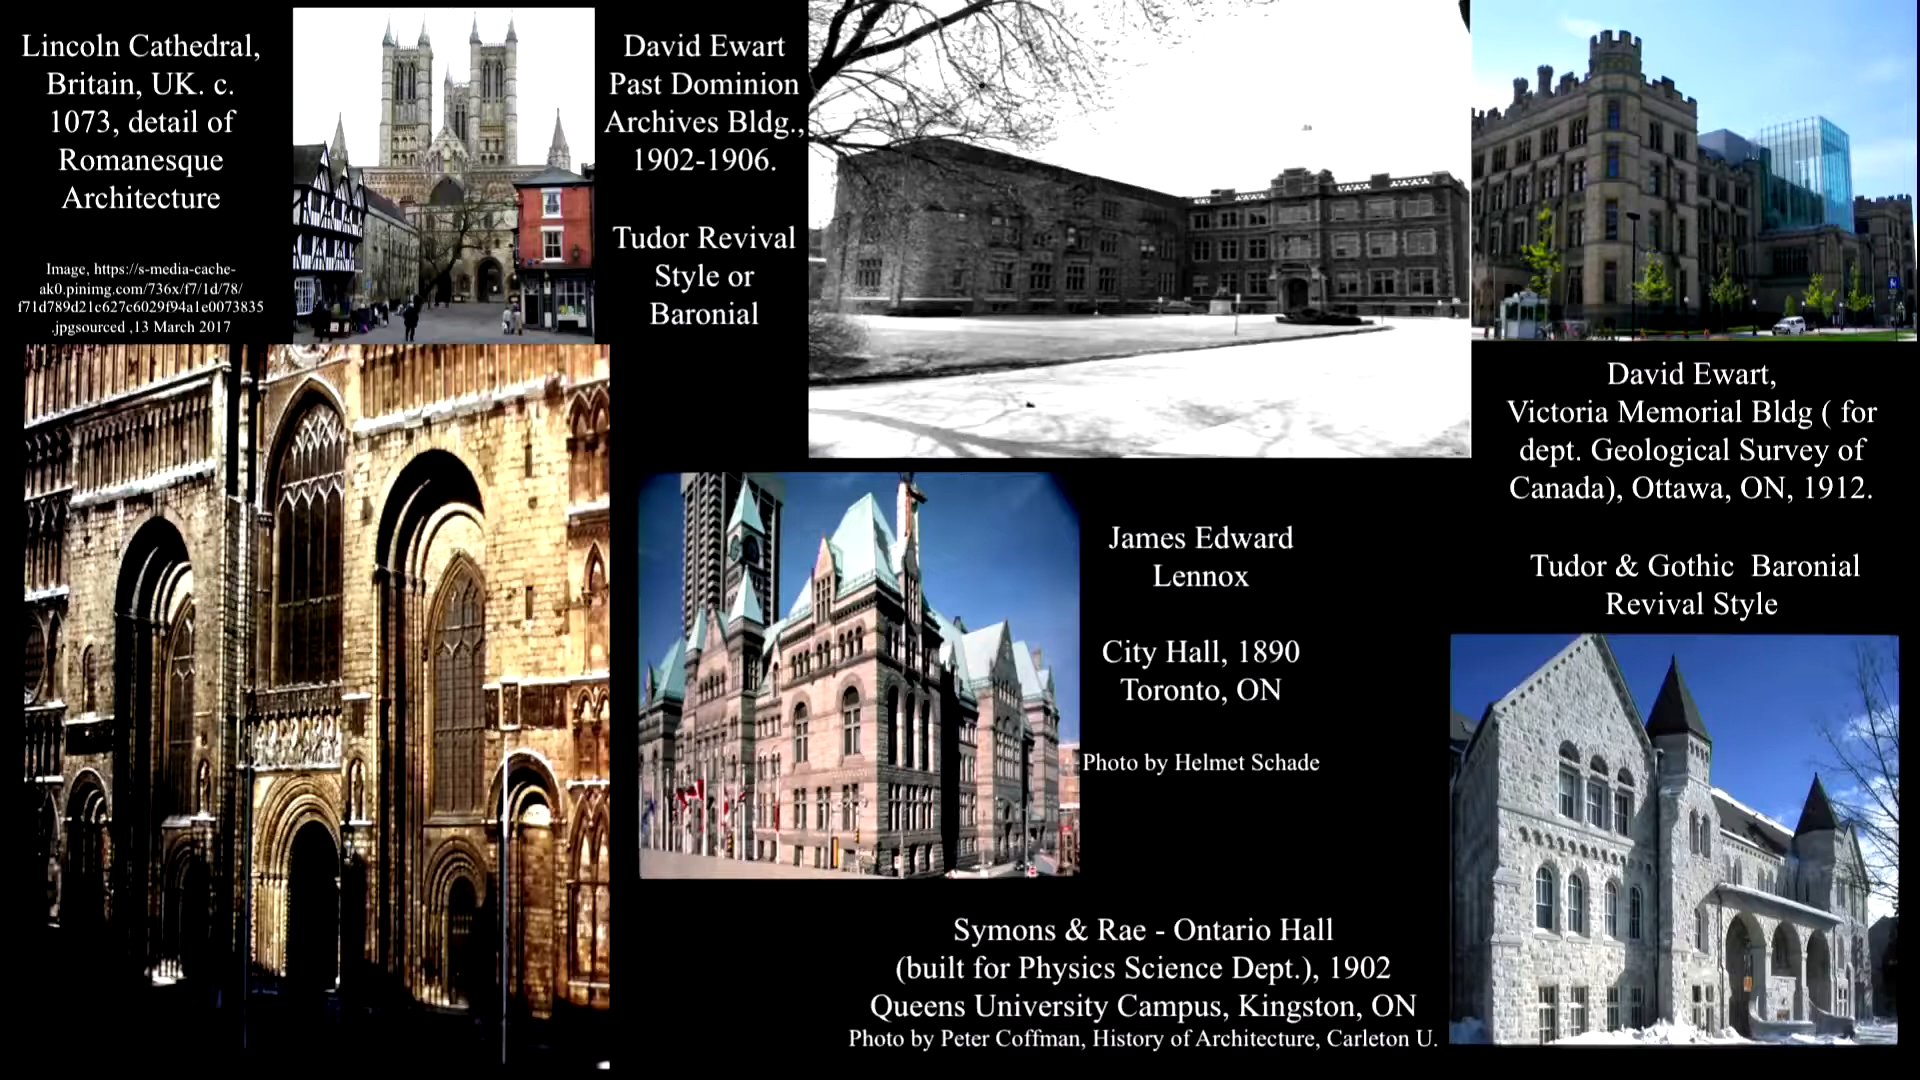 Lincoln Cathedral,
Britain, UK. c.
1073, detail of
Romanesque
Architecture
Image, https://s-media-cache-
ak0.pinimg.com/736x/f7/1d/78/
f71d789d21c627c6029f94a1e0073835
.jpgsourced ,13 March 2017
David Ewart
Past Dominion
Archives Bldg.,
1902-1906.
Tudor Revival
Style or
Baronial
David Ewart,
Victoria Memorial Bldg ( for
dept. Geological Survey of
Canada), Ottawa, ON, 1912.
Tudor & Gothic  Baronial
Revival Style
James Edward
Lennox
City Hall, 1890
Toronto, ON
Photo by Helmet Schade
Symons & Rae - Ontario Hall
(built for Physics Science Dept.), 1902
Queens University Campus, Kingston, ON
Photo by Peter Coffman, History of Architecture, Carleton U.